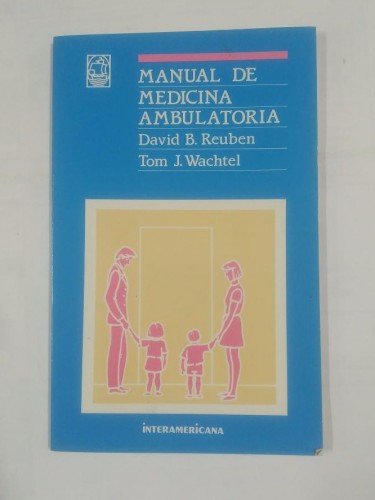 MANUAL DE
MEDICINA
AMBULATORIA
David B. Reuben
Tom J. Wachtel
INTERAMERICANA